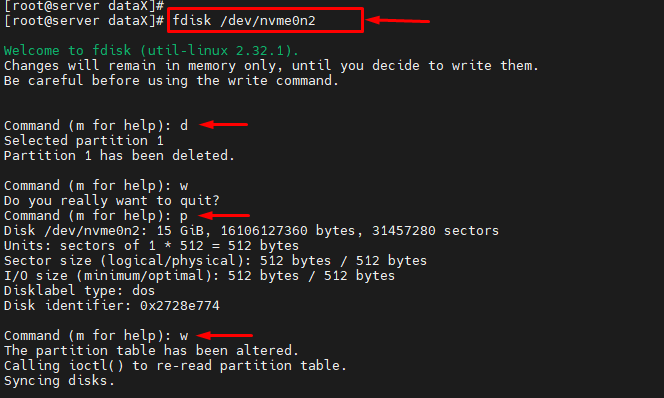 [root@server dataX]#
[root@server dataX]# fdisk /dev/nvme0n2
Welcome to fdisk (util-linux 2.32.1).
Changes will remain in memory only, until you decide to write them.
Be careful before using the write command.
Command (m for help): d
Selected partition 1
Partition 1 has been deleted.
Command (m for help): w
Do you really want to quit?
Command (m for help): p
Disk /dev/nvme0n2: 15 GiB, 16106127360 bytes, 31457280 sectors
Units: sectors of 1 * 512 = 512 bytes
Sector size (logical/physical): 512 bytes / 512 bytes
I/O size (minimum/optimal): 512 bytes / 512 bytes
Disklabel type: dos
Disk identifier: 0x2728e774
Command (m for help): w
The partition table has been altered.
Calling ioctl() to re-read partition table.
Syncing disks.